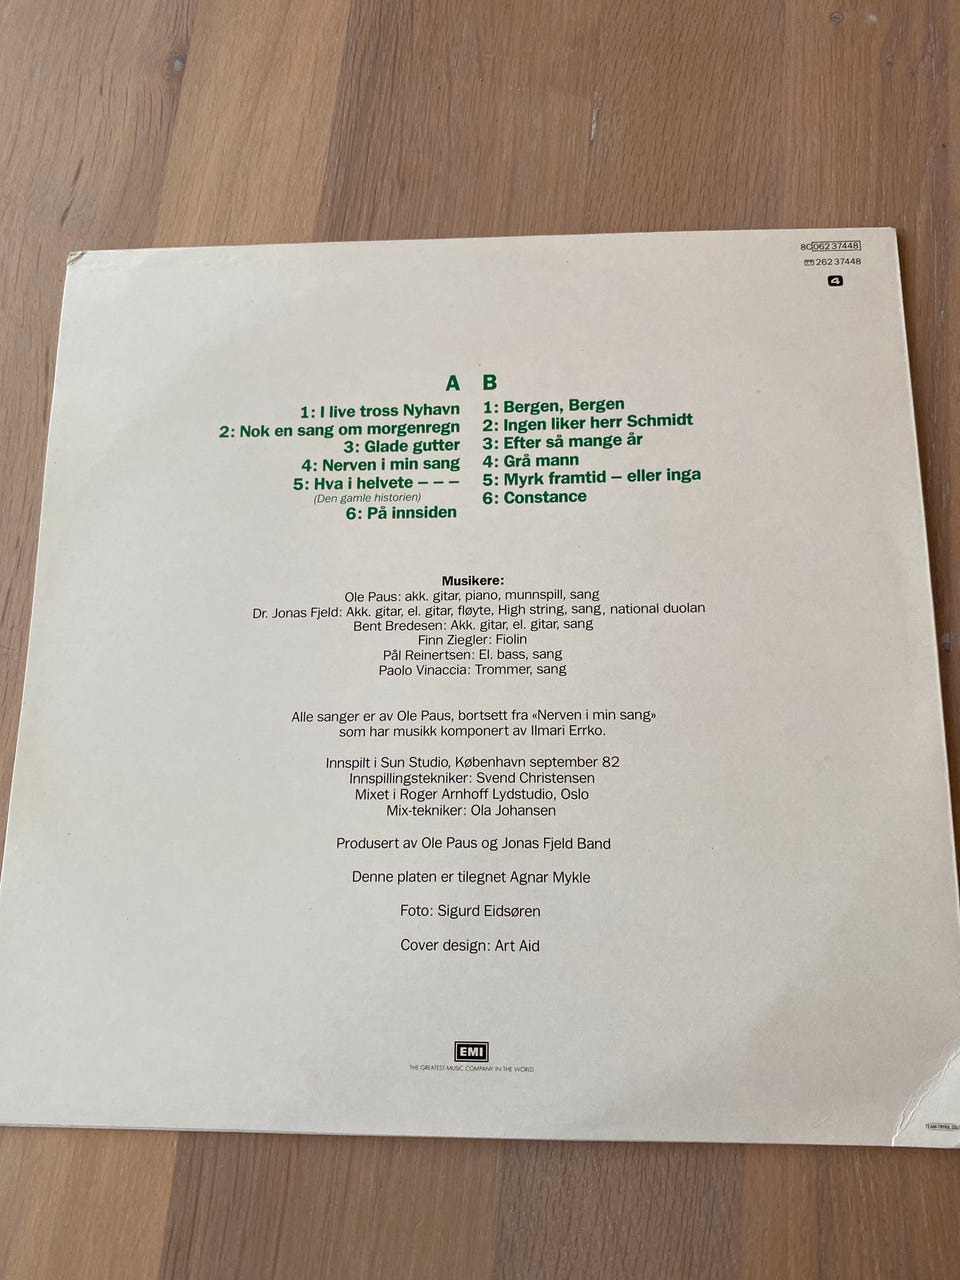 8C 062 37448
262 37448
4
A
1: I live tross Nyhavn
2: Nok en sang om morgenregn
3: Glade gutter
4: Nerven i min sang
5: Hva i helvete – – –
(Den gamle historien)
6: På innsiden
B
1: Bergen, Bergen
2: Ingen liker herr Schmidt
3: Efter så mange år
4: Grå mann
5: Myrk framtid – eller inga
6: Constance
Musikere:
Ole Paus: akk. gitar, piano, munnspill, sang
Dr. Jonas Fjeld: Akk. gitar, el. gitar, fløyte, High string, sang, national duolan
Bent Bredesen: Akk. gitar, el. gitar, sang
Finn Ziegler: Fiolin
Pål Reinertsen: El. bass, sang
Paolo Vinaccia: Trommer, sang
Alle sanger er av Ole Paus, bortsett fra «Nerven i min sang»
som har musikk komponert av Ilmari Errko.
Innspilt i Sun Studio, København september 82
Innspillingstekniker: Svend Christensen
Mixet i Roger Arnhoff Lydstudio, Oslo
Mix-tekniker: Ola Johansen
Produsert av Ole Paus og Jonas Fjeld Band
Denne platen er tilegnet Agnar Mykle
Foto: Sigurd Eidsøren
Cover design: Art Aid
EMI
THE GREATEST MUSIC COMPANY IN THE WORLD
TEAM